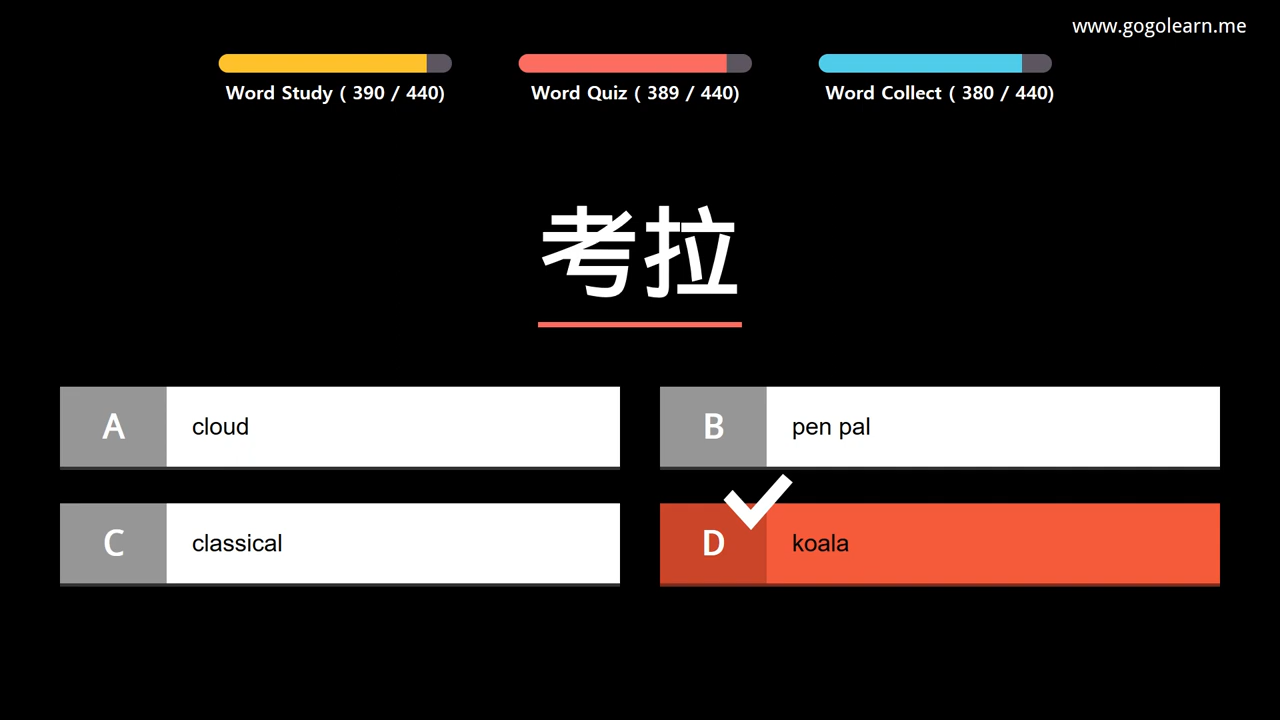 www.gogolearn.me
Word Study ( 390 / 440)
Word Quiz ( 389 / 440)
Word Collect ( 380 / 440)
考拉
A cloud
B pen pal
C classical
D koala